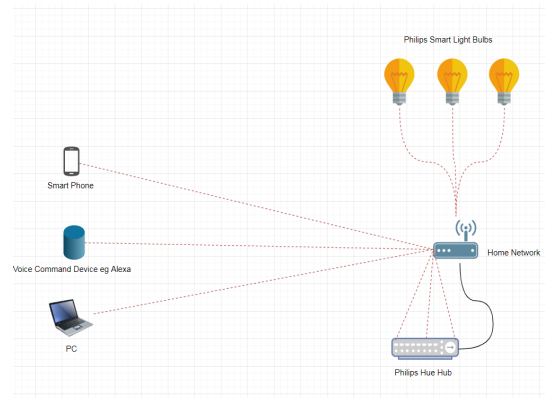 Philips Smart Light Bulbs
Smart Phone
Home Network
Voice Command Device eg Alexa
PC
Philips Hue Hub